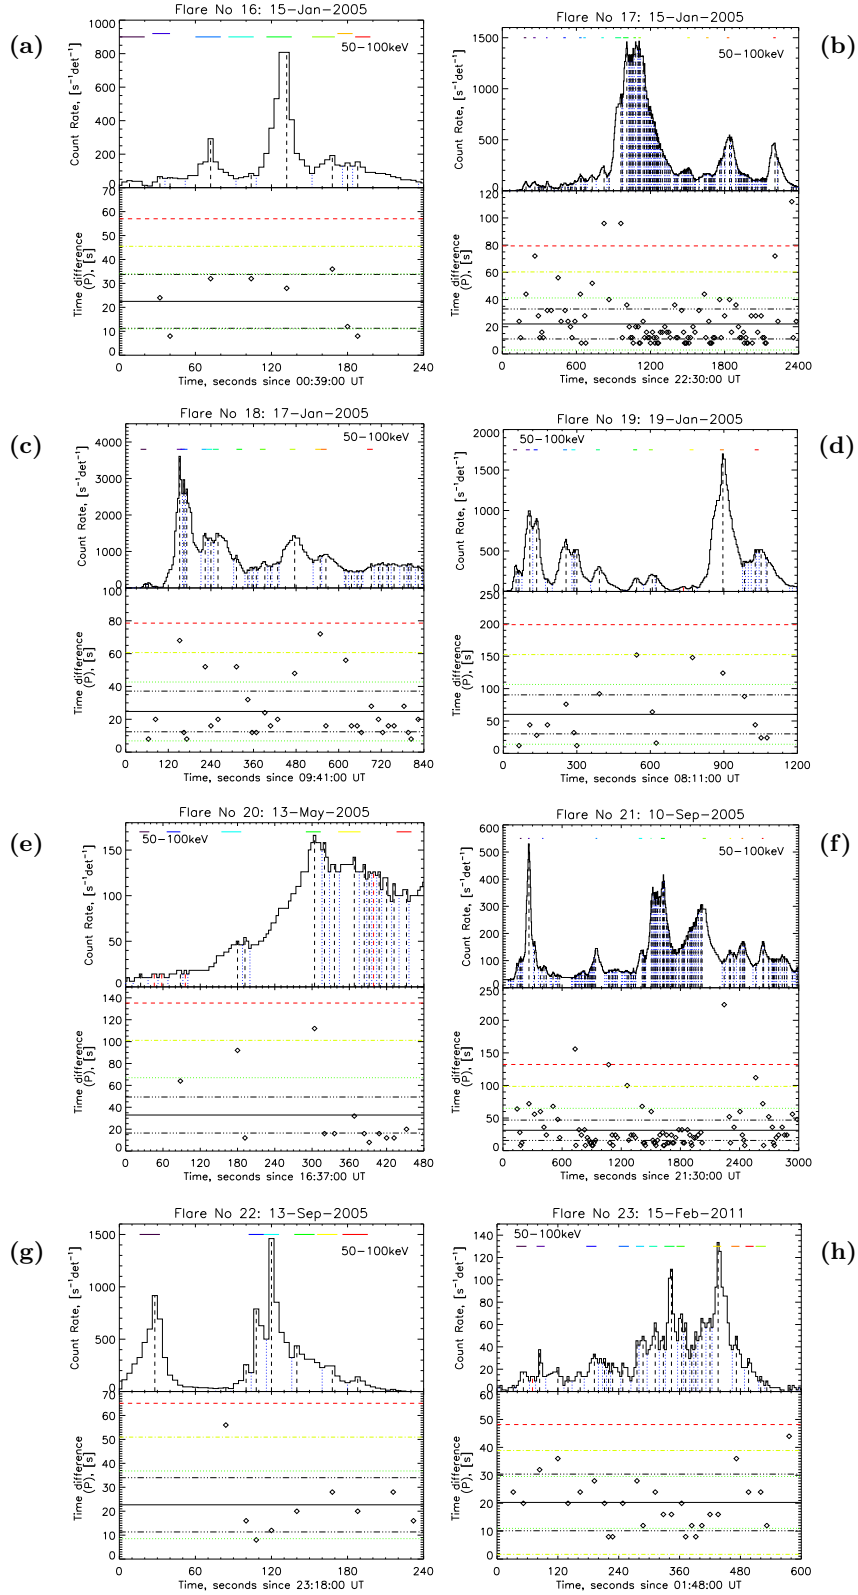 (a)
Flare No 16: 15-Jan-2005
50-100keV
Count Rate, [s⁻¹det⁻¹]
1000
800
600
400
200
0
Time difference (P), [s]
70
60
50
40
30
20
10
0
0 60 120 180 240
Time, seconds since 00:39:00 UT
(b)
Flare No 17: 15-Jan-2005
50-100keV
Count Rate, [s⁻¹det⁻¹]
1500
1000
500
0
Time difference (P), [s]
120
100
80
60
40
20
0
0 600 1200 1800 2400
Time, seconds since 22:30:00 UT
(c)
Flare No 18: 17-Jan-2005
50-100keV
Count Rate, [s⁻¹det⁻¹]
4000
3000
2000
1000
0
Time difference (P), [s]
100
80
60
40
20
0
0 120 240 360 480 600 720 840
Time, seconds since 09:41:00 UT
(d)
Flare No 19: 19-Jan-2005
50-100keV
Count Rate, [s⁻¹det⁻¹]
2000
1500
1000
500
0
Time difference (P), [s]
250
200
150
100
50
0
0 300 600 900 1200
Time, seconds since 08:11:00 UT
(e)
Flare No 20: 13-May-2005
50-100keV
Count Rate, [s⁻¹det⁻¹]
150
100
50
0
Time difference (P), [s]
140
120
100
80
60
40
20
0
0 60 120 180 240 300 360 420 480
Time, seconds since 16:37:00 UT
(f)
Flare No 21: 10-Sep-2005
50-100keV
Count Rate, [s⁻¹det⁻¹]
600
500
400
300
200
100
0
Time difference (P), [s]
250
200
150
100
50
0
0 600 1200 1800 2400 3000
Time, seconds since 21:30:00 UT
(g)
Flare No 22: 13-Sep-2005
50-100keV
Count Rate, [s⁻¹det⁻¹]
1500
1000
500
0
Time difference (P), [s]
70
60
50
40
30
20
10
0
0 60 120 180 240
Time, seconds since 23:18:00 UT
(h)
Flare No 23: 15-Feb-2011
50-100keV
Count Rate, [s⁻¹det⁻¹]
140
120
100
80
60
40
20
0
Time difference (P), [s]
60
50
40
30
20
10
0
0 120 240 360 480 600
Time, seconds since 01:48:00 UT